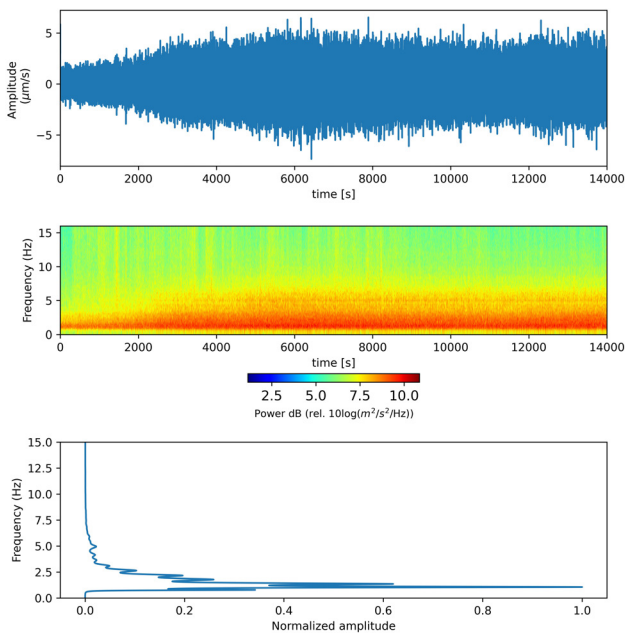 5
0
−5
Amplitude
(μm/s)
0 2000 4000 6000 8000 10000 12000 14000
time [s]
15
10
5
0
Frequency (Hz)
0 2000 4000 6000 8000 10000 12000 14000
time [s]
2.5 5.0 7.5 10.0
Power dB (rel. 10log(m²/s²/Hz))
15.0
12.5
10.0
7.5
5.0
2.5
0.0
Frequency (Hz)
0.0 0.2 0.4 0.6 0.8 1.0
Normalized amplitude